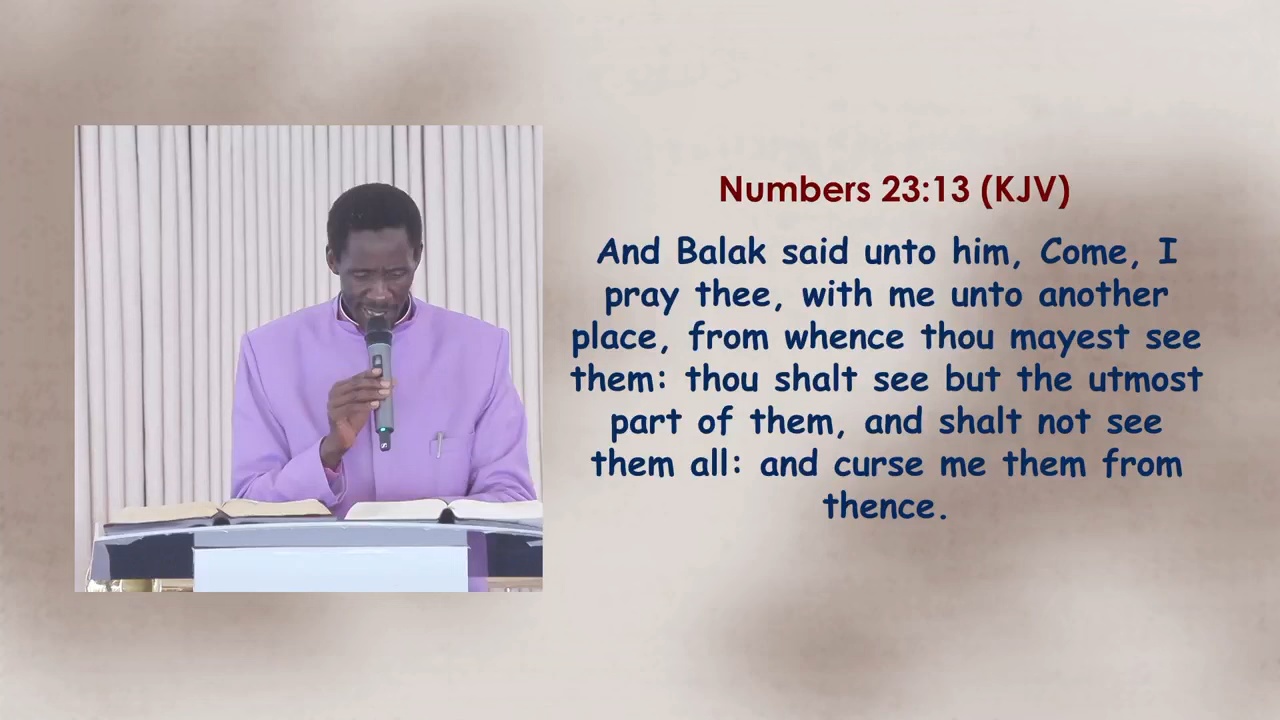 Numbers 23:13 (KJV)
And Balak said unto him, Come, I
pray thee, with me unto another
place, from whence thou mayest see
them: thou shalt see but the utmost
part of them, and shalt not see
them all: and curse me them from
thence.